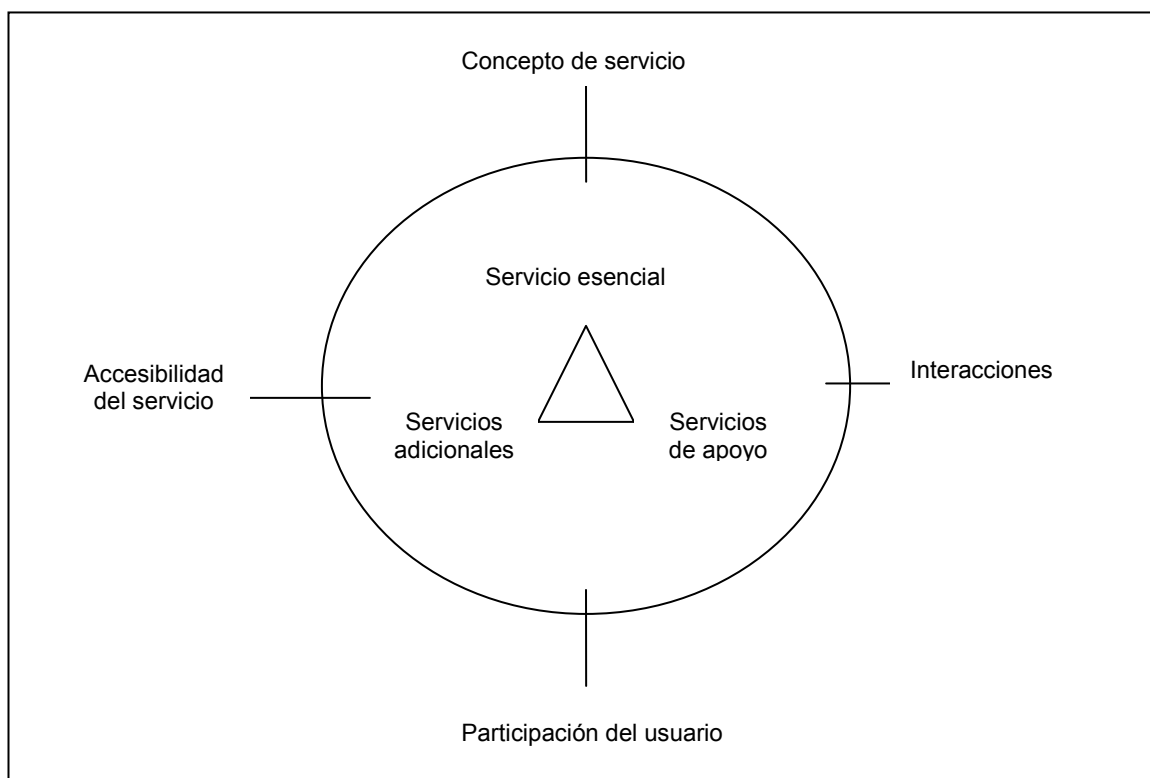 Concepto de servicio
Servicio esencial
Accesibilidad
del servicio
Interacciones
Servicios
adicionales
Servicios
de apoyo
Participación del usuario